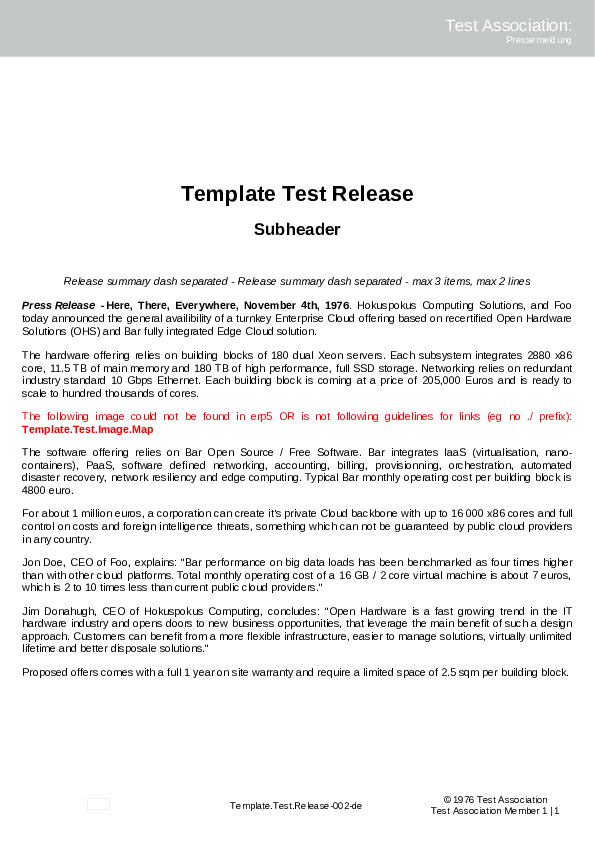 Test Association:
Pressemeldung
Template Test Release
Subheader
Release summary dash separated - Release summary dash separated - max 3 items, max 2 lines
Press Release - Here, There, Everywhere, November 4th, 1976. Hokuspokus Computing Solutions, and Foo
today announced the general availibility of a turnkey Enterprise Cloud offering based on recertified Open Hardware
Solutions (OHS) and Bar fully integrated Edge Cloud solution.
The hardware offering relies on building blocks of 180 dual Xeon servers. Each subsystem integrates 2880 x86
core, 11.5 TB of main memory and 180 TB of high performance, full SSD storage. Networking relies on redundant
industry standard 10 Gbps Ethernet. Each building block is coming at a price of 205,000 Euros and is ready to
scale to hundred thousands of cores.
The following image could not be found in erp5 OR is not following guidelines for links (eg no ./ prefix):
Template.Test.Image.Map
The software offering relies on Bar Open Source / Free Software. Bar integrates IaaS (virtualisation, nano-
containers), PaaS, software defined networking, accounting, billing, provisionning, orchestration, automated
disaster recovery, network resiliency and edge computing. Typical Bar monthly operating cost per building block is
4800 euro.
For about 1 million euros, a corporation can create it's private Cloud backbone with up to 16 000 x86 cores and full
control on costs and foreign intelligence threats, something which can not be guaranteed by public cloud providers
in any country.
Jon Doe, CEO of Foo, explains: "Bar performance on big data loads has been benchmarked as four times higher
than with other cloud platforms. Total monthly operating cost of a 16 GB / 2 core virtual machine is about 7 euros,
which is 2 to 10 times less than current public cloud providers."
Jim Donahugh, CEO of Hokuspokus Computing, concludes: "Open Hardware is a fast growing trend in the IT
hardware industry and opens doors to new business opportunities, that leverage the main benefit of such a design
approach. Customers can benefit from a more flexible infrastructure, easier to manage solutions, virtually unlimited
lifetime and better disposale solutions."
Proposed offers comes with a full 1 year on site warranty and require a limited space of 2.5 sqm per building block.
Template.Test.Release-002-de
© 1976 Test Association
Test Association Member 1 | 1